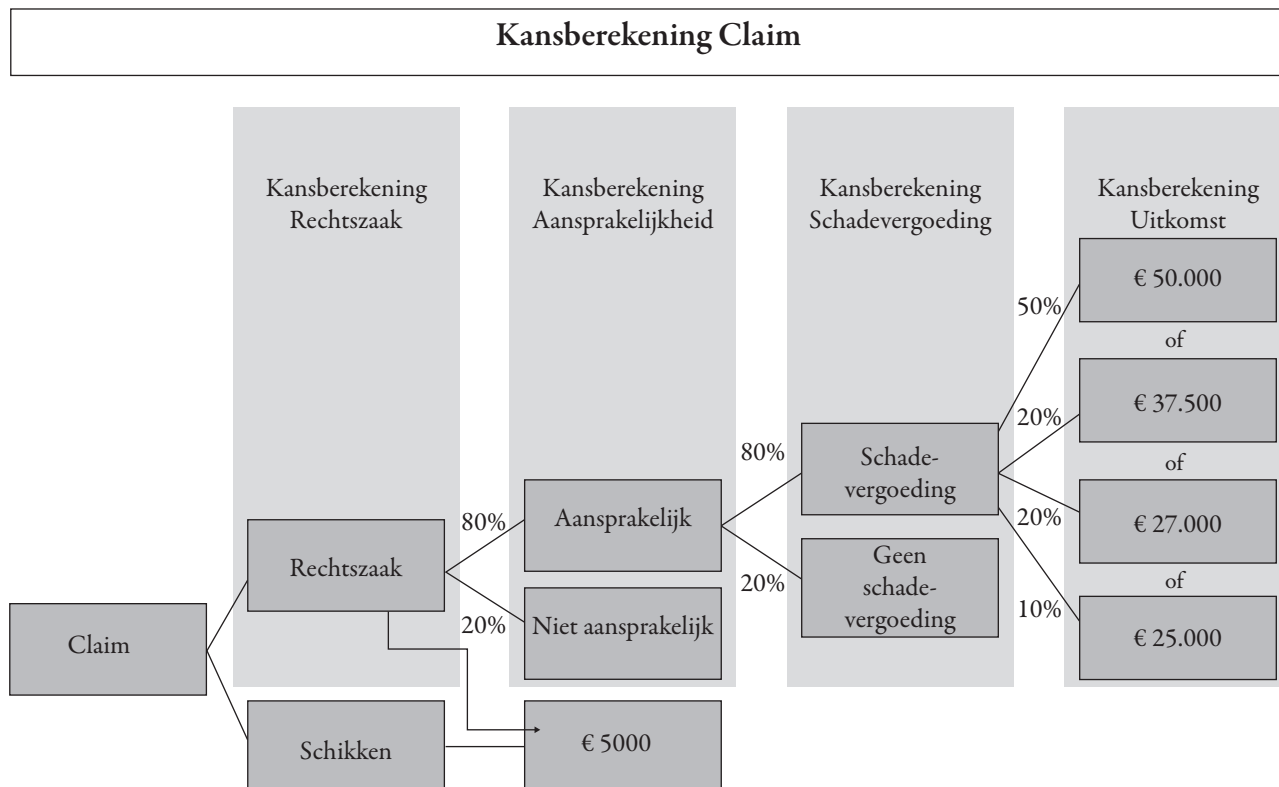 Kansberekening Claim
Kansberekening
Rechtszaak
Kansberekening
Aansprakelijkheid
Kansberekening
Schadevergoeding
Kansberekening
Uitkomst
€ 50.000
50%
of
€ 37.500
20%
of
80%
Schade-
vergoeding
€ 27.000
20%
of
€ 25.000
10%
Aansprakelijk
80%
20%
Geen
schade-
vergoeding
Rechtszaak
20%
Niet aansprakelijk
Claim
Schikken
€ 5000